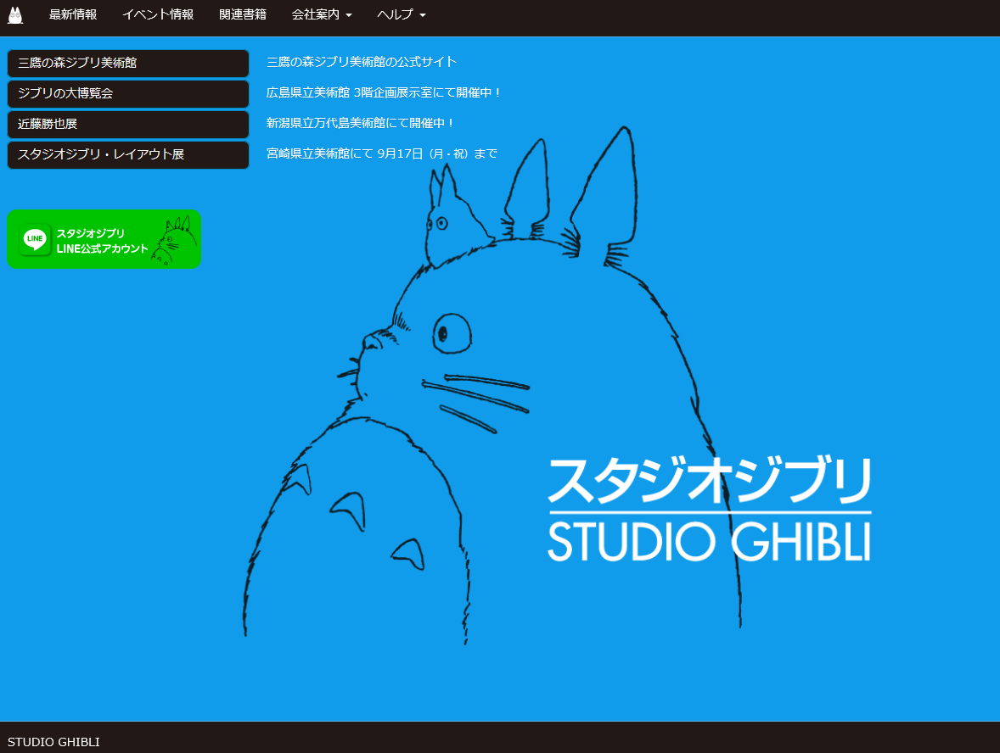 最新情報 イベント情報 関連書籍 会社案内 ヘルプ
三鷹の森ジブリ美術館 三鷹の森ジブリ美術館の公式サイト
ジブリの大博覧会 広島県立美術館 3階企画展示室にて開催中！
近藤勝也展 新潟県立万代島美術館にて開催中！
スタジオジブリ・レイアウト展 宮崎県立美術館にて 9月17日（月・祝）まで
LINE
スタジオジブリ
LINE公式アカウント
スタジオジブリ
STUDIO GHIBLI
STUDIO GHIBLI